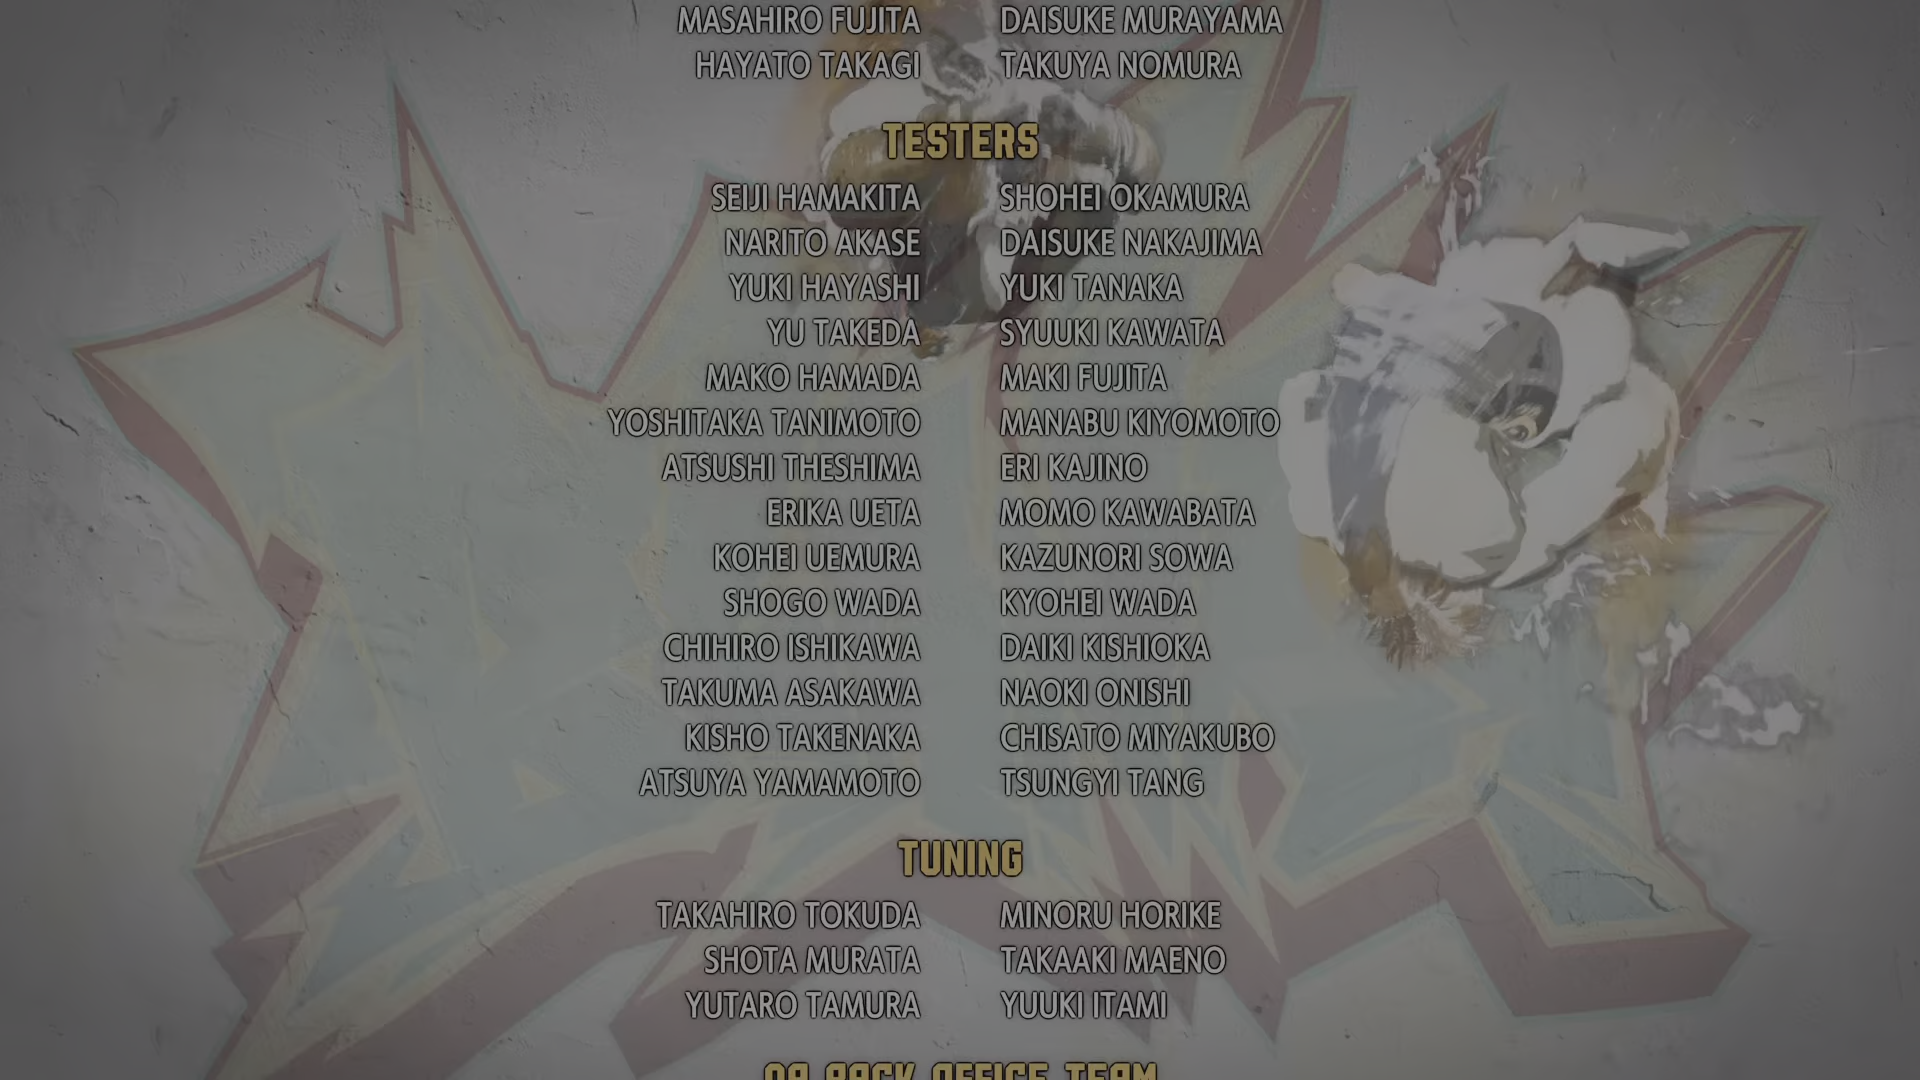 MASAHIRO FUJITA DAISUKE MURAYAMA
HAYATO TAKAGI TAKUYA NOMURA
TESTERS
SEIJI HAMAKITA SHOHEI OKAMURA
NARITO AKASE DAISUKE NAKAJIMA
YUKI HAYASHI YUKI TANAKA
YU TAKEDA SYUUKI KAWATA
MAKO HAMADA MAKI FUJITA
YOSHITAKA TANIMOTO MANABU KIYOMOTO
ATSUSHI THESHIMA ERI KAJINO
ERIKA UETA MOMO KAWABATA
KOHEI UEMURA KAZUNORI SOWA
SHOGO WADA KYOHEI WADA
CHIHIRO ISHIKAWA DAIKI KISHIOKA
TAKUMA ASAKAWA NAOKI ONISHI
KISHO TAKENAKA CHISATO MIYAKUBO
ATSUYA YAMAMOTO TSUNGYI TANG
TUNING
TAKAHIRO TOKUDA MINORU HORIKE
SHOTA MURATA TAKAAKI MAENO
YUTARO TAMURA YUUKI ITAMI
QA BACK OFFICE TEAM